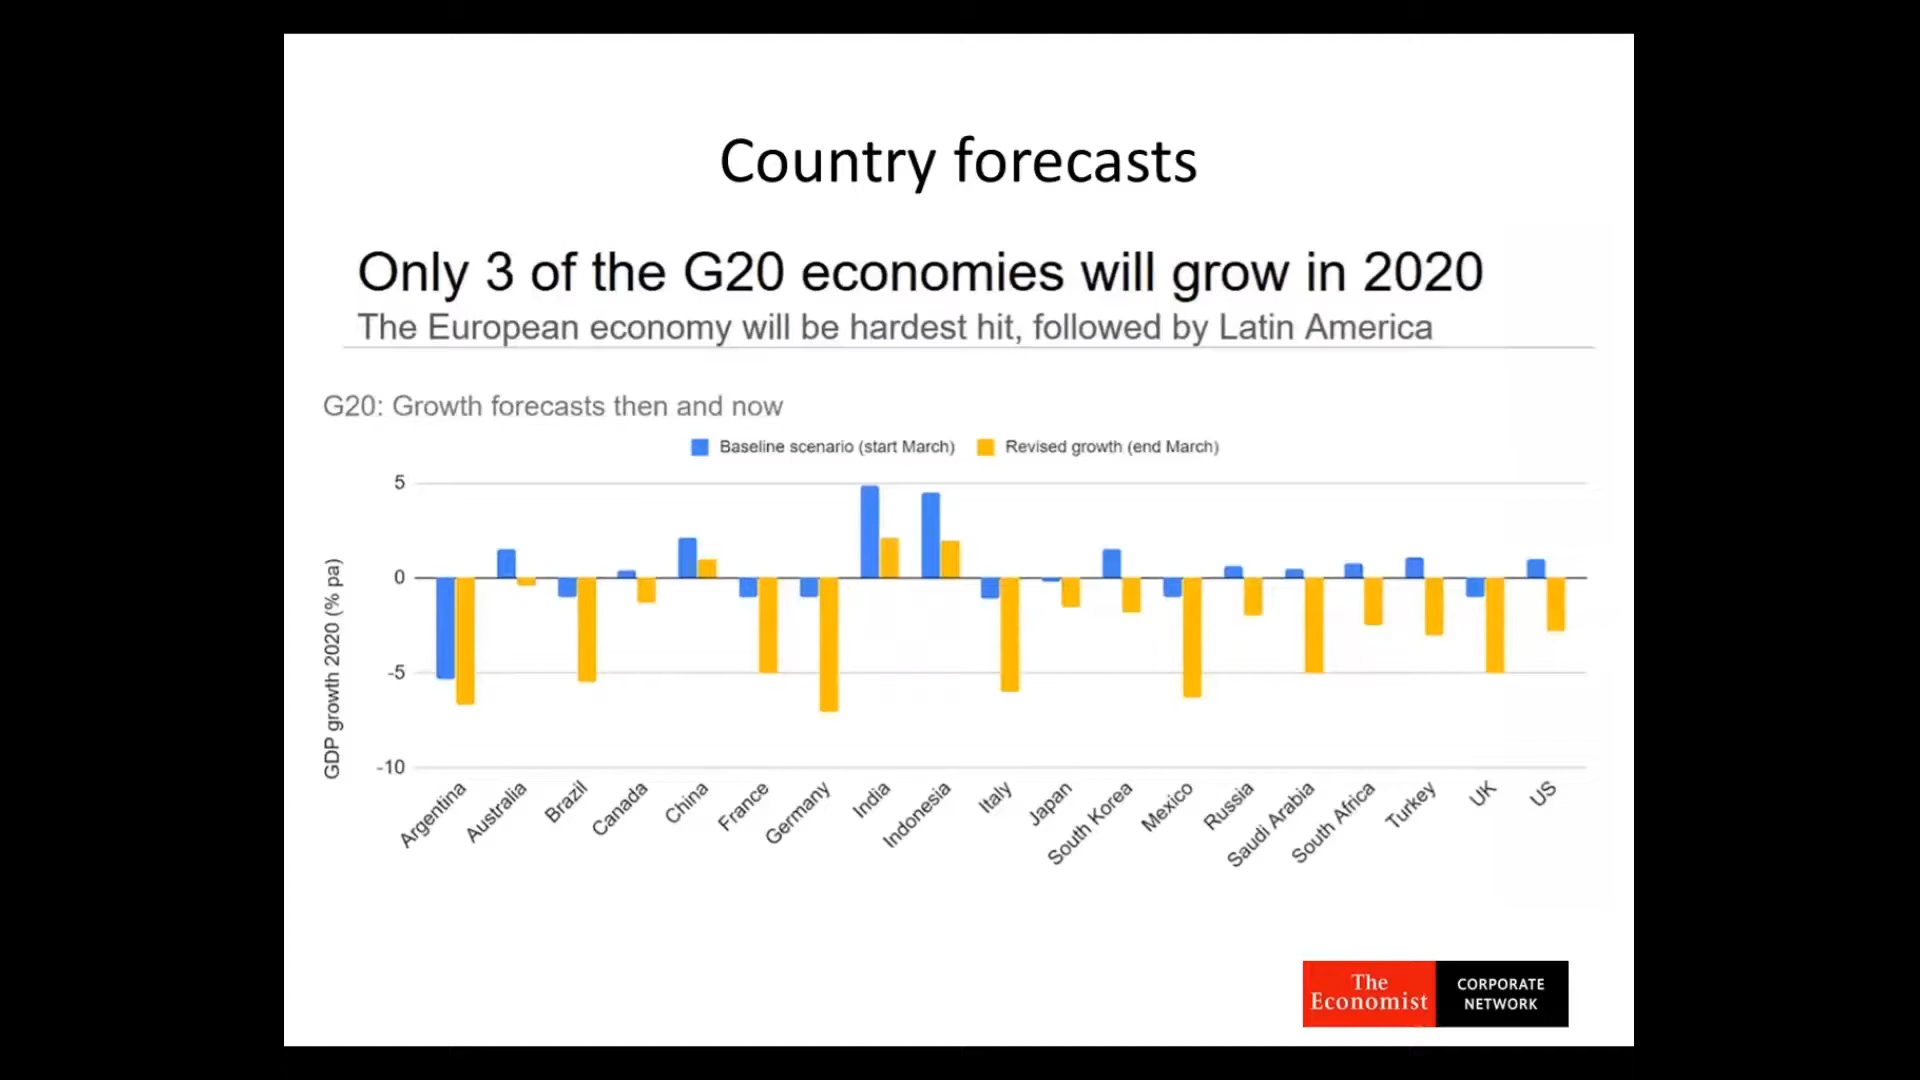 Country forecasts
Only 3 of the G20 economies will grow in 2020
The European economy will be hardest hit, followed by Latin America
G20: Growth forecasts then and now
Baseline scenario (start March)
Revised growth (end March)
GDP growth 2020 (% pa)
5
0
-5
-10
Argentina
Australia
Brazil
Canada
China
France
Germany
India
Indonesia
Italy
Japan
South Korea
Mexico
Russia
Saudi Arabia
South Africa
Turkey
UK
US
The
Economist
CORPORATE
NETWORK